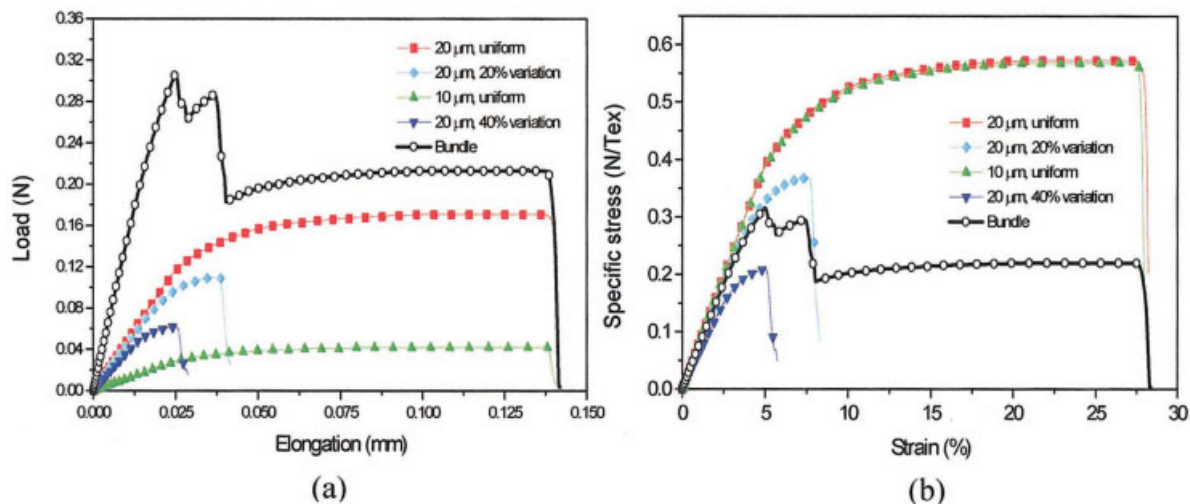 Load (N)
0.36
0.32
0.28
0.24
0.20
0.16
0.12
0.08
0.04
0.00
20 μm, uniform
20 μm, 20% variation
10 μm, uniform
20 μm, 40% variation
Bundle
0.000 0.025 0.050 0.075 0.100 0.125 0.150
Elongation (mm)
(a)
Specific stress (N/Tex)
0.6
0.5
0.4
0.3
0.2
0.1
0.0
20 μm, uniform
20 μm, 20% variation
10 μm, uniform
20 μm, 40% variation
Bundle
0 5 10 15 20 25 30
Strain (%)
(b)